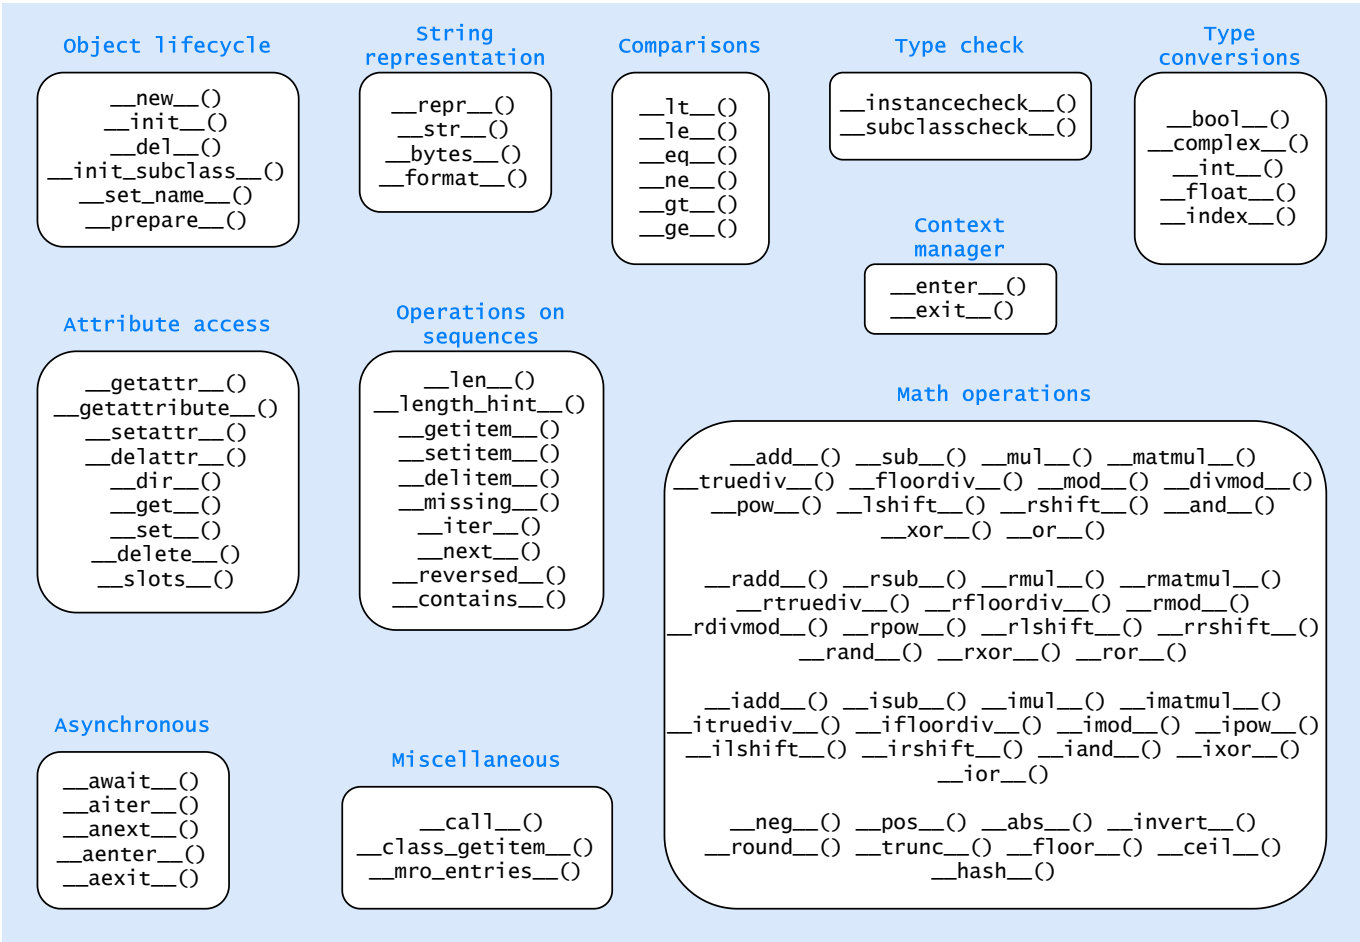 Object lifecycle
__new__()
__init__()
__del__()
__init_subclass__()
__set_name__()
__prepare__()
String
representation
__repr__()
__str__()
__bytes__()
__format__()
Comparisons
__lt__()
__le__()
__eq__()
__ne__()
__gt__()
__ge__()
Type check
__instancecheck__()
__subclasscheck__()
Type
conversions
__bool__()
__complex__()
__int__()
__float__()
__index__()
Context
manager
__enter__()
__exit__()
Attribute access
__getattr__()
__getattribute__()
__setattr__()
__delattr__()
__dir__()
__get__()
__set__()
__delete__()
__slots__()
Operations on
sequences
__len__()
__length_hint__()
__getitem__()
__setitem__()
__delitem__()
__missing__()
__iter__()
__next__()
__reversed__()
__contains__()
Math operations
__add__() __sub__() __mul__() __matmul__()
__truediv__() __floordiv__() __mod__() __divmod__()
__pow__() __lshift__() __rshift__() __and__()
__xor__() __or__()
__radd__() __rsub__() __rmul__() __rmatmul__()
__rtruediv__() __rfloordiv__() __rmod__()
__rdivmod__() __rpow__() __rlshift__() __rrshift__()
__rand__() __rxor__() __ror__()
__iadd__() __isub__() __imul__() __imatmul__()
__itruediv__() __ifloordiv__() __imod__() __ipow__()
__ilshift__() __irshift__() __iand__() __ixor__()
__ior__()
__neg__() __pos__() __abs__() __invert__()
__round__() __trunc__() __floor__() __ceil__()
__hash__()
Asynchronous
__await__()
__aiter__()
__anext__()
__aenter__()
__aexit__()
Miscellaneous
__call__()
__class_getitem__()
__mro_entries__()